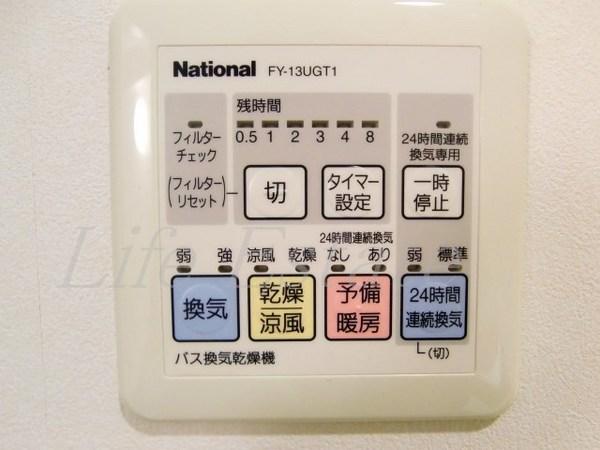 National FY-13UGT1
残時間
0.5 1 2 3 4 8
フィルター
チェック
24時間連続
換気専用
(フィルター
リセット)
切
タイマー
設定
一時
停止
弱 強 涼風 乾燥
24時間連続換気
なし あり
弱 標準
換気
乾燥
涼風
予備
暖房
24時間
連続換気
(切)
バス換気乾燥機